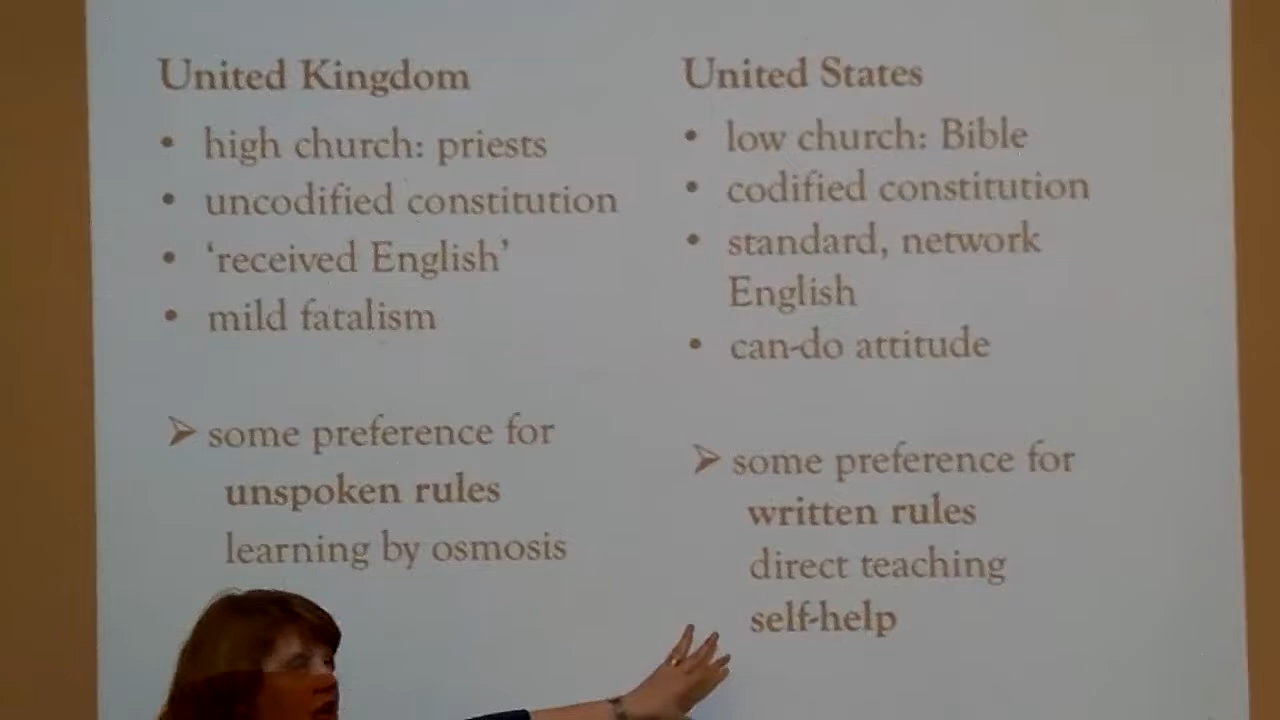 United Kingdom
• high church: priests
• uncodified constitution
• ‘received English’
• mild fatalism
➢ some preference for
unspoken rules
learning by osmosis
United States
• low church: Bible
• codified constitution
• standard, network
English
• can-do attitude
➢ some preference for
written rules
direct teaching
self-help